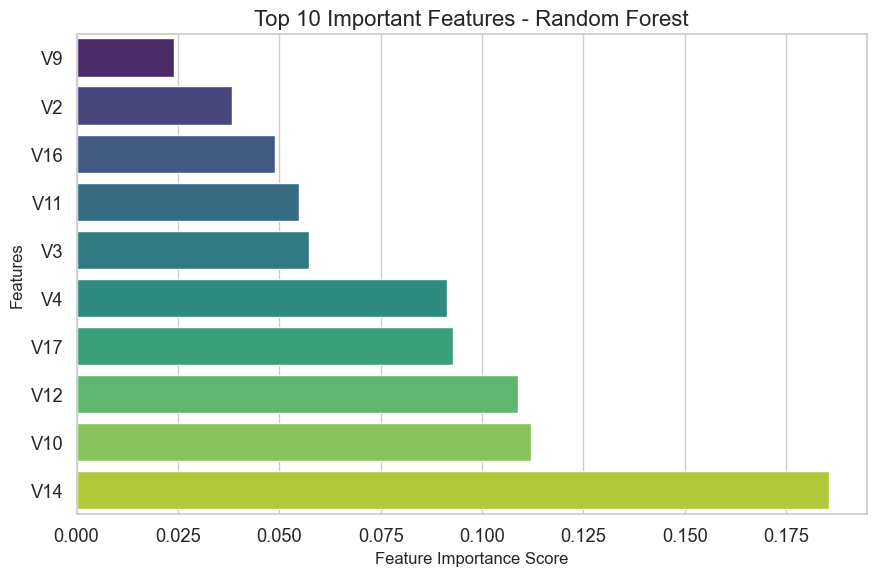 Top 10 Important Features - Random Forest
Features
V9
V2
V16
V11
V3
V4
V17
V12
V10
V14
0.000 0.025 0.050 0.075 0.100 0.125 0.150 0.175
Feature Importance Score